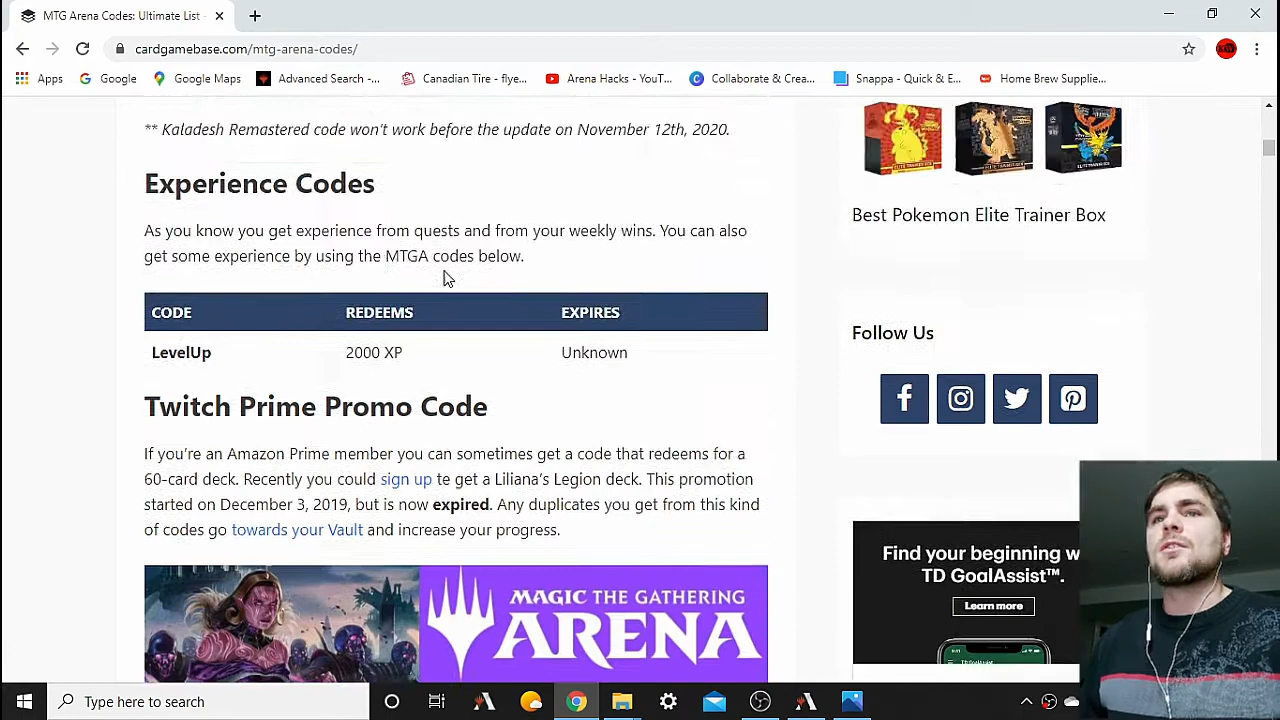 MTG Arena Codes: Ultimate List -
cardgamebase.com/mtg-arena-codes/
Apps
Google
Google Maps
Advanced Search -...
Canadian Tire - flye...
Arena Hacks - YouT...
Collaborate & Crea...
Snappa - Quick & E...
Home Brew Supplie...
** Kaladesh Remastered code won't work before the update on November 12th, 2020.
Experience Codes
As you know you get experience from quests and from your weekly wins. You can also
get some experience by using the MTGA codes below.
CODE REDEEMS EXPIRES
LevelUp 2000 XP Unknown
Twitch Prime Promo Code
If you're an Amazon Prime member you can sometimes get a code that redeems for a
60-card deck. Recently you could sign up te get a Liliana's Legion deck. This promotion
started on December 3, 2019, but is now expired. Any duplicates you get from this kind
of codes go towards your Vault and increase your progress.
MAGIC THE GATHERING
ARENA
Best Pokemon Elite Trainer Box
Follow Us
Find your beginning w
TD GoalAssist™.
Learn more
TD GoalAssist™
Type here to search